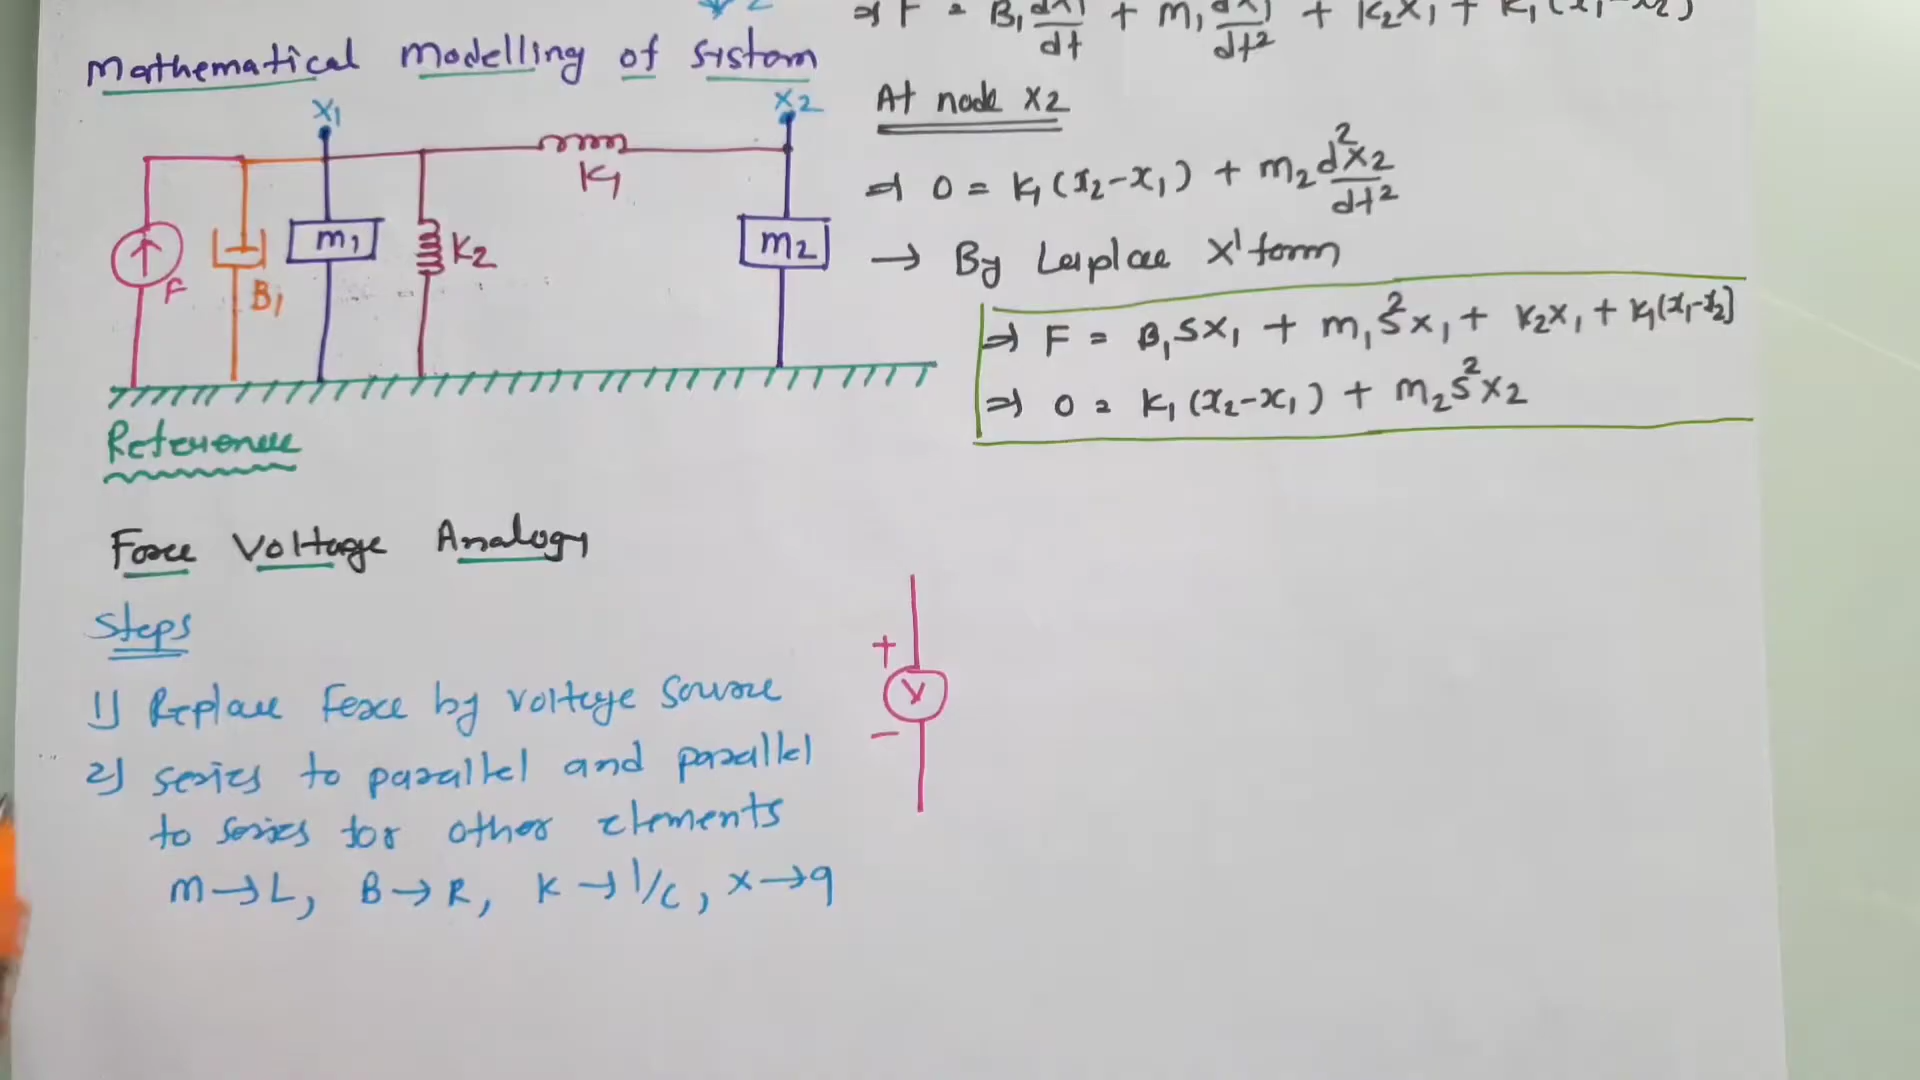 Mathematical Modelling of System
X1
X2
K1
F
B1
m1
K2
m2
Reference
⇒ F = B1 dx1/dt + m1 dx1/dt² + K2x1 + K1(x1-x2)
At node X2
⇒ 0 = K1(x2-x1) + m2 d²x2/dt²
→ By Laplace X'form
⇒ F = B1SX1 + m1S²x1 + K2x1 + K1(x1-x2]
⇒ 0 = K1(x2-x1) + m2S²X2
Force Voltage Analogy
Steps
1) Replace Force by voltage source
2) series to parallel and parallel
to series for other elements
m→L, B→R, K→1/C, x→q
+
V
−